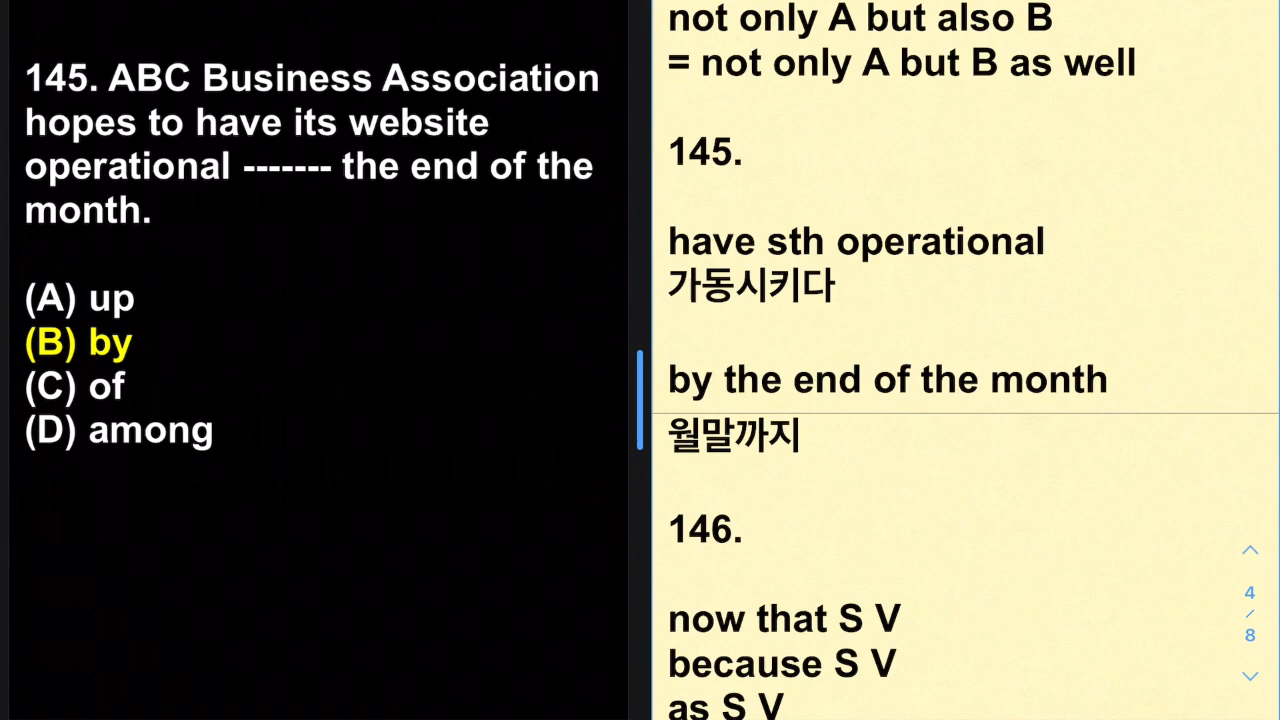 145. ABC Business Association
hopes to have its website
operational ------- the end of the
month.
(A) up
(B) by
(C) of
(D) among
not only A but also B
= not only A but B as well
145.
have sth operational
가동시키다
by the end of the month
월말까지
146.
now that S V
because S V
as S V
4
/
8